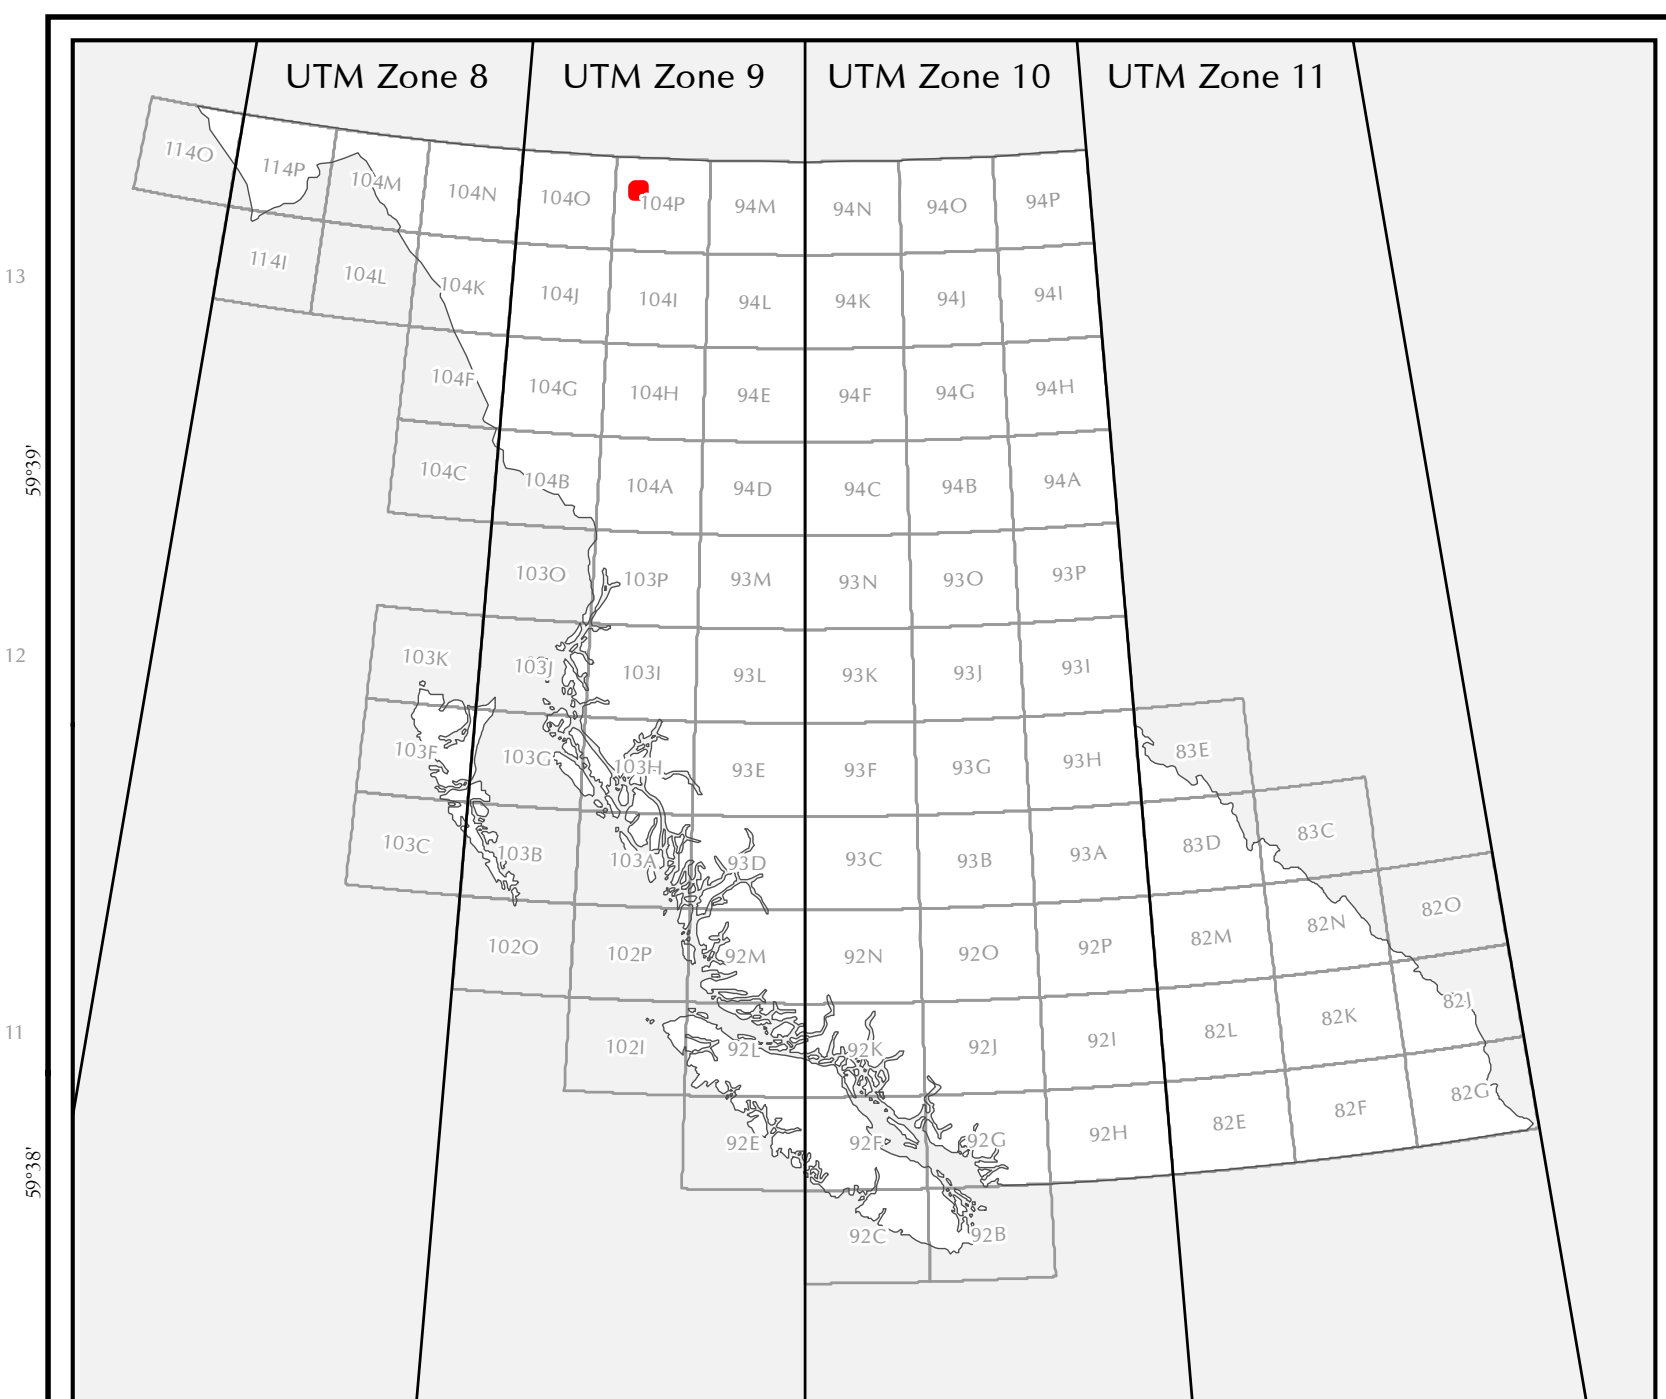 UTM Zone 8 UTM Zone 9 UTM Zone 10 UTM Zone 11
114O 114P 104M 104N 104O 104P 94M 94N 94O 94P
13 114I 104L 104K 104J 104I 94L 94K 94J 94I
104F 104G 104H 94E 94F 94G 94H
59°39' 104C 104B 104A 94D 94C 94B 94A
103O 103P 93M 93N 93O 93P
12 103K 103J 103I 93L 93K 93J 93I
103F 103G 103H 93E 93F 93G 93H 83E
103C 103B 103A 93D 93C 93B 93A 83D 83C
102O 102P 92M 92N 92O 92P 82M 82N 82O
11 102I 92L 92K 92J 92I 82L 82K 82J
59°38' 92E 92F 92G 92H 82E 82F 82G
92C 92B